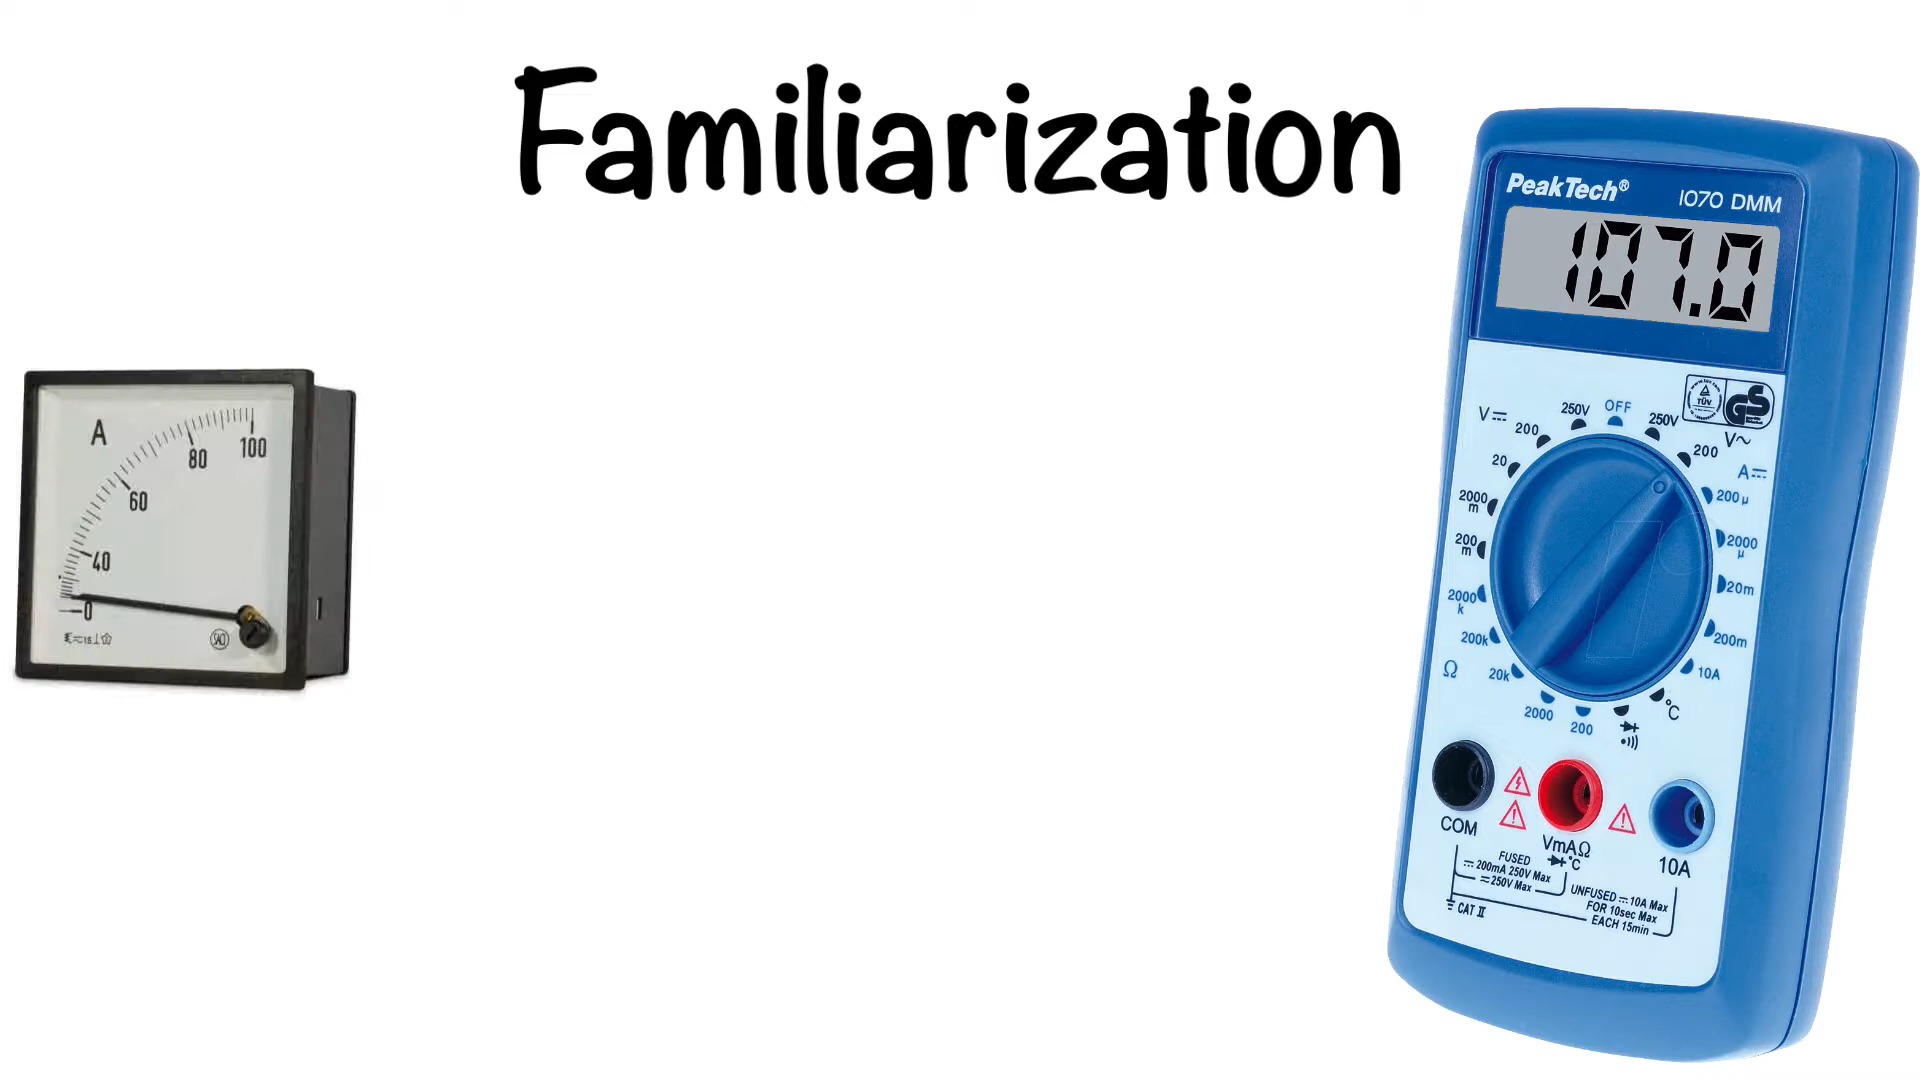 Familiarization
PeakTech®
1070 DMM
107.0
A
100
80
60
40
0
OFF
250V
250V
V
200
200
V~
20
A
2000
m
200 µ
200
m
2000
µ
2000
k
20m
200k
200m
Ω
20k
10A
2000
200
°C
COM
VmAΩ
°C
10A
FUSED
200mA 250V Max
250V Max
UNFUSED 10A Max
FOR 10sec Max
EACH 15min
CAT II
TÜV
GS